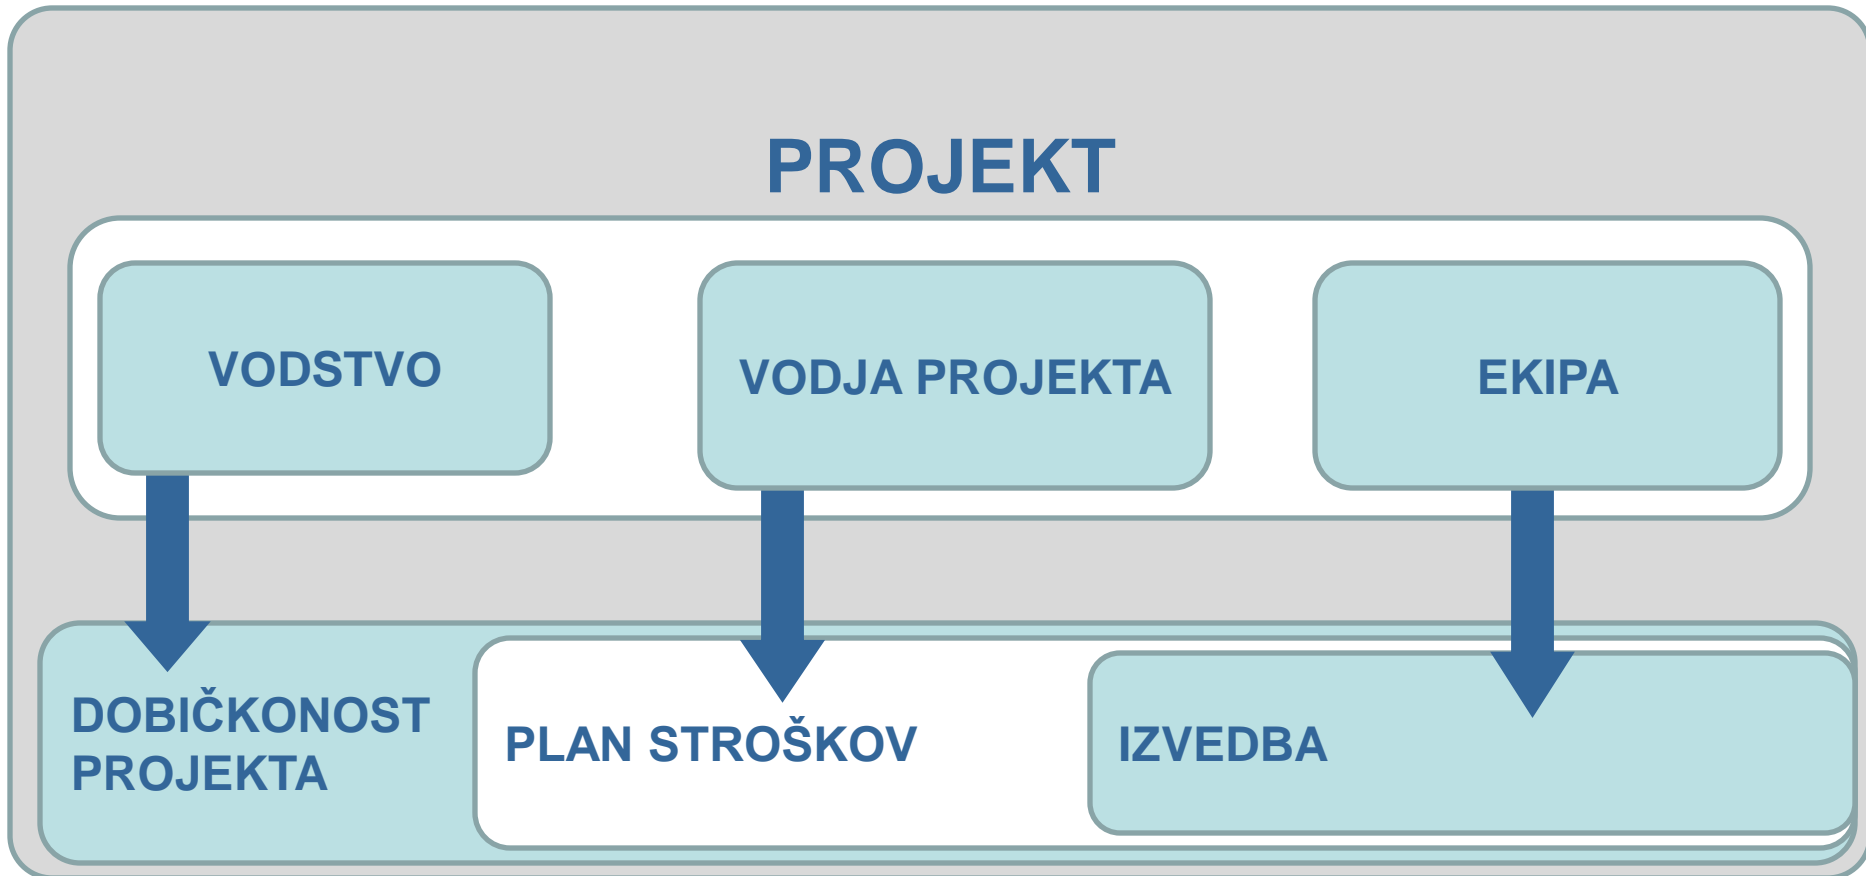 PROJEKT
VODSTVO
VODJA PROJEKTA
EKIPA
DOBIČKONOST
PROJEKTA
PLAN STROŠKOV
IZVEDBA